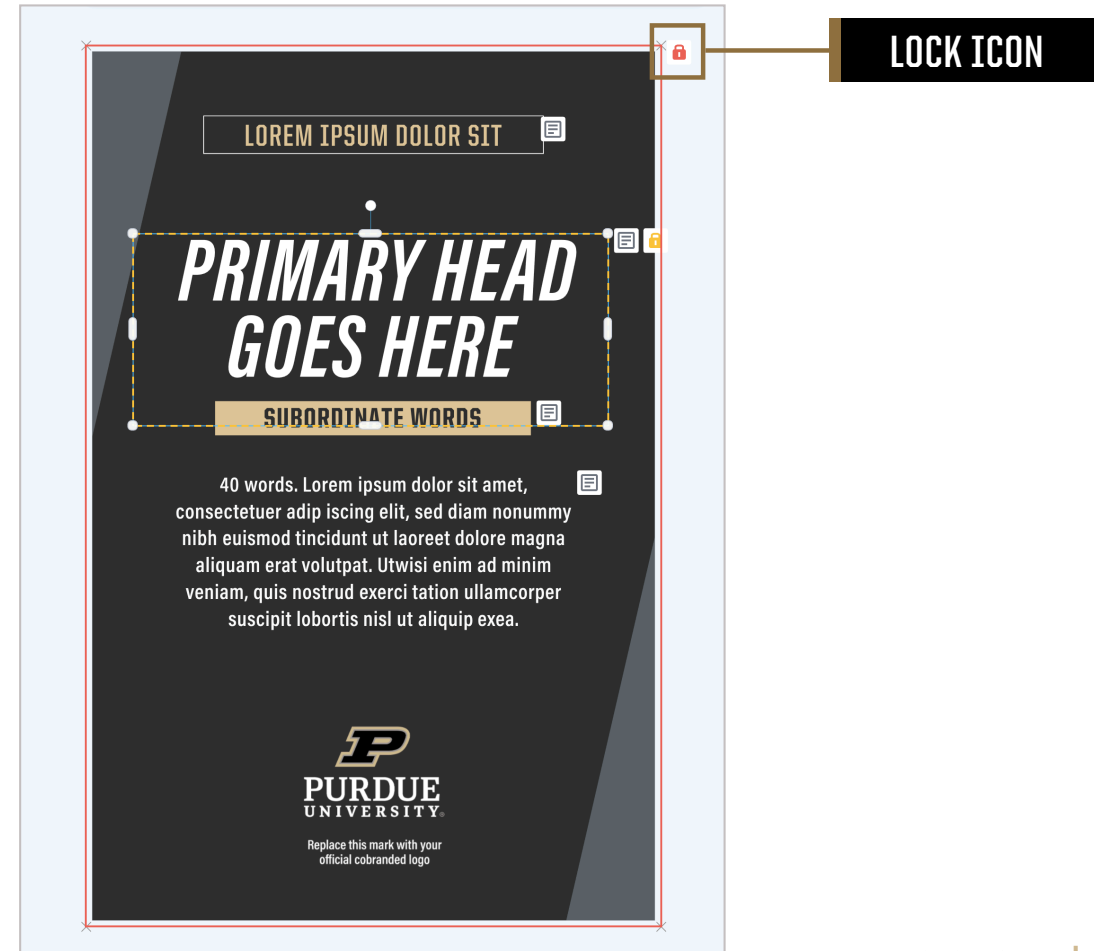 LOCK ICON
LOREM IPSUM DOLOR SIT
PRIMARY HEAD
GOES HERE
SUBORDINATE WORDS
40 words. Lorem ipsum dolor sit amet,
consectetuer adip iscing elit, sed diam nonummy
nibh euismod tincidunt ut laoreet dolore magna
aliquam erat volutpat. Utwisi enim ad minim
veniam, quis nostrud exerci tation ullamcorper
suscipit lobortis nisl ut aliquip exea.
P
PURDUE
UNIVERSITY®
Replace this mark with your
official cobranded logo